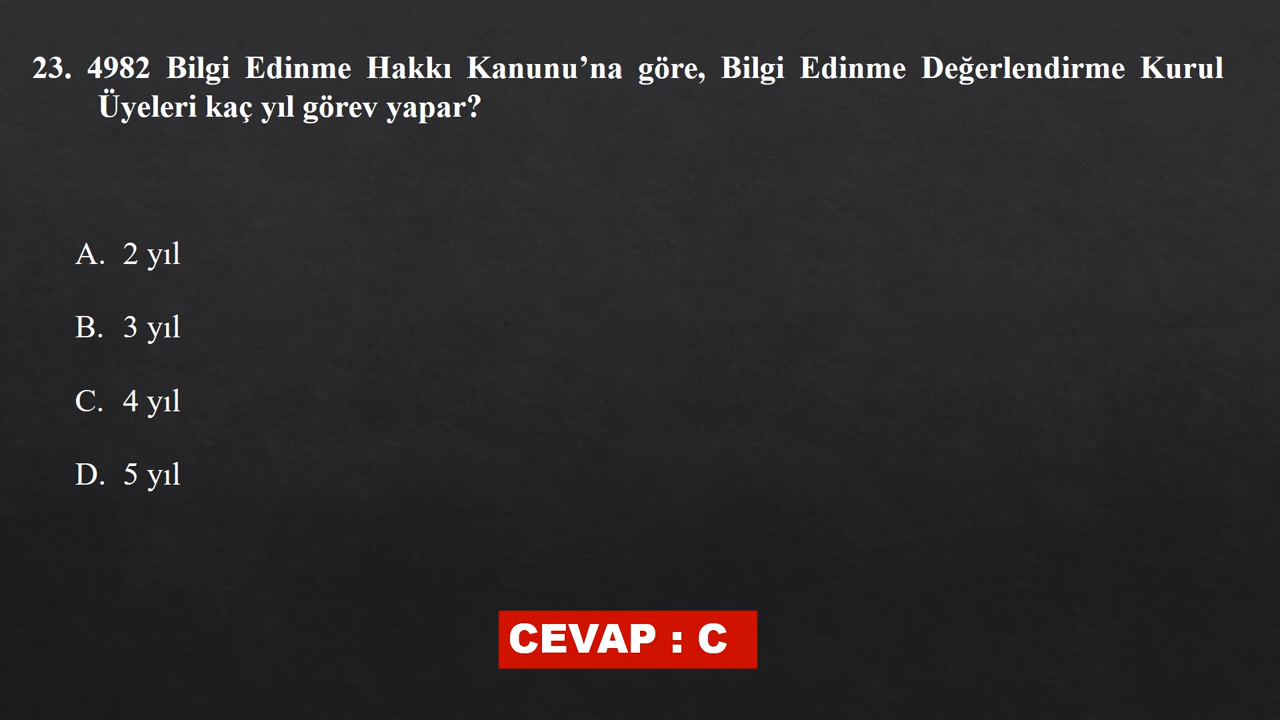 23. 4982 Bilgi Edinme Hakkı Kanunu’na göre, Bilgi Edinme Değerlendirme Kurul
Üyeleri kaç yıl görev yapar?
A. 2 yıl
B. 3 yıl
C. 4 yıl
D. 5 yıl
CEVAP : C